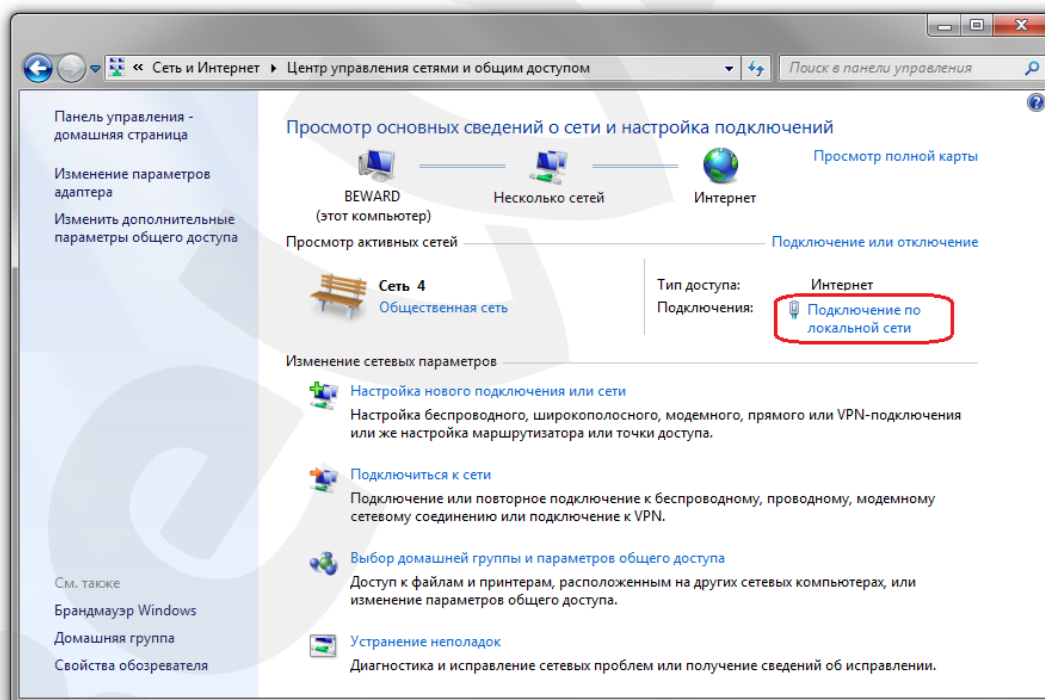 « Сеть и Интернет ▸ Центр управления сетями и общим доступом
Поиск в панели управления
Панель управления -
домашняя страница
Изменение параметров
адаптера
Изменить дополнительные
параметры общего доступа
См. также
Брандмауэр Windows
Домашняя группа
Свойства обозревателя
Просмотр основных сведений о сети и настройка подключений
Просмотр полной карты
BEWARD
(этот компьютер)
Несколько сетей
Интернет
Просмотр активных сетей
Подключение или отключение
Сеть 4
Общественная сеть
Тип доступа: Интернет
Подключения: Подключение по
локальной сети
Изменение сетевых параметров
Настройка нового подключения или сети
Настройка беспроводного, широкополосного, модемного, прямого или VPN-подключения
или же настройка маршрутизатора или точки доступа.
Подключиться к сети
Подключение или повторное подключение к беспроводному, проводному, модемному
сетевому соединению или подключение к VPN.
Выбор домашней группы и параметров общего доступа
Доступ к файлам и принтерам, расположенным на других сетевых компьютерах, или
изменение параметров общего доступа.
Устранение неполадок
Диагностика и исправление сетевых проблем или получение сведений об исправлении.